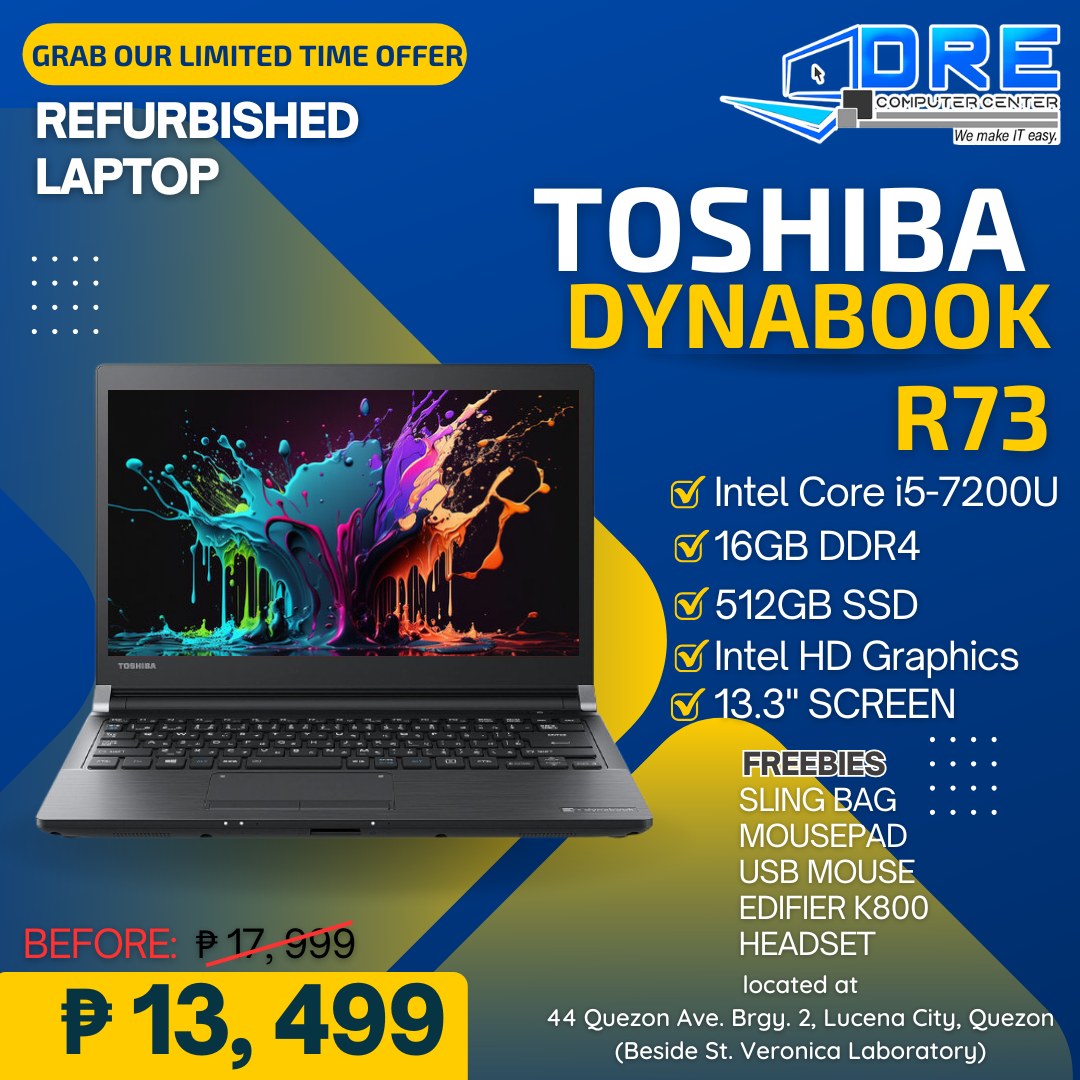 GRAB OUR LIMITED TIME OFFER
REFURBISHED
LAPTOP
DRE
COMPUTER CENTER
We make IT easy.
TOSHIBA
DYNABOOK
R73
Intel Core i5-7200U
16GB DDR4
512GB SSD
Intel HD Graphics
13.3" SCREEN
TOSHIBA
dynabook
FREEBIES
SLING BAG
MOUSEPAD
USB MOUSE
EDIFIER K800
HEADSET
BEFORE: ₱ 17, 999
₱ 13, 499
located at
44 Quezon Ave. Brgy. 2, Lucena City, Quezon
(Beside St. Veronica Laboratory)